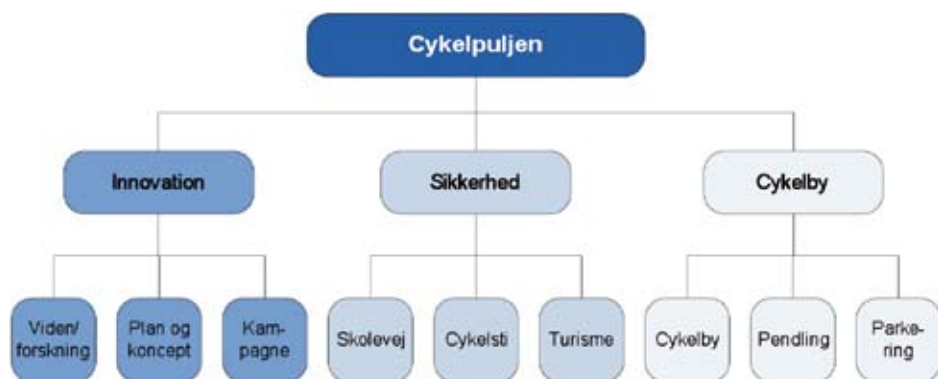 Cykelpuljen
Innovation
Sikkerhed
Cykelby
Viden/
forskning
Plan og
koncept
Kam-
pagne
Skolevej
Cykelsti
Turisme
Cykelby
Pendling
Parke-
ring